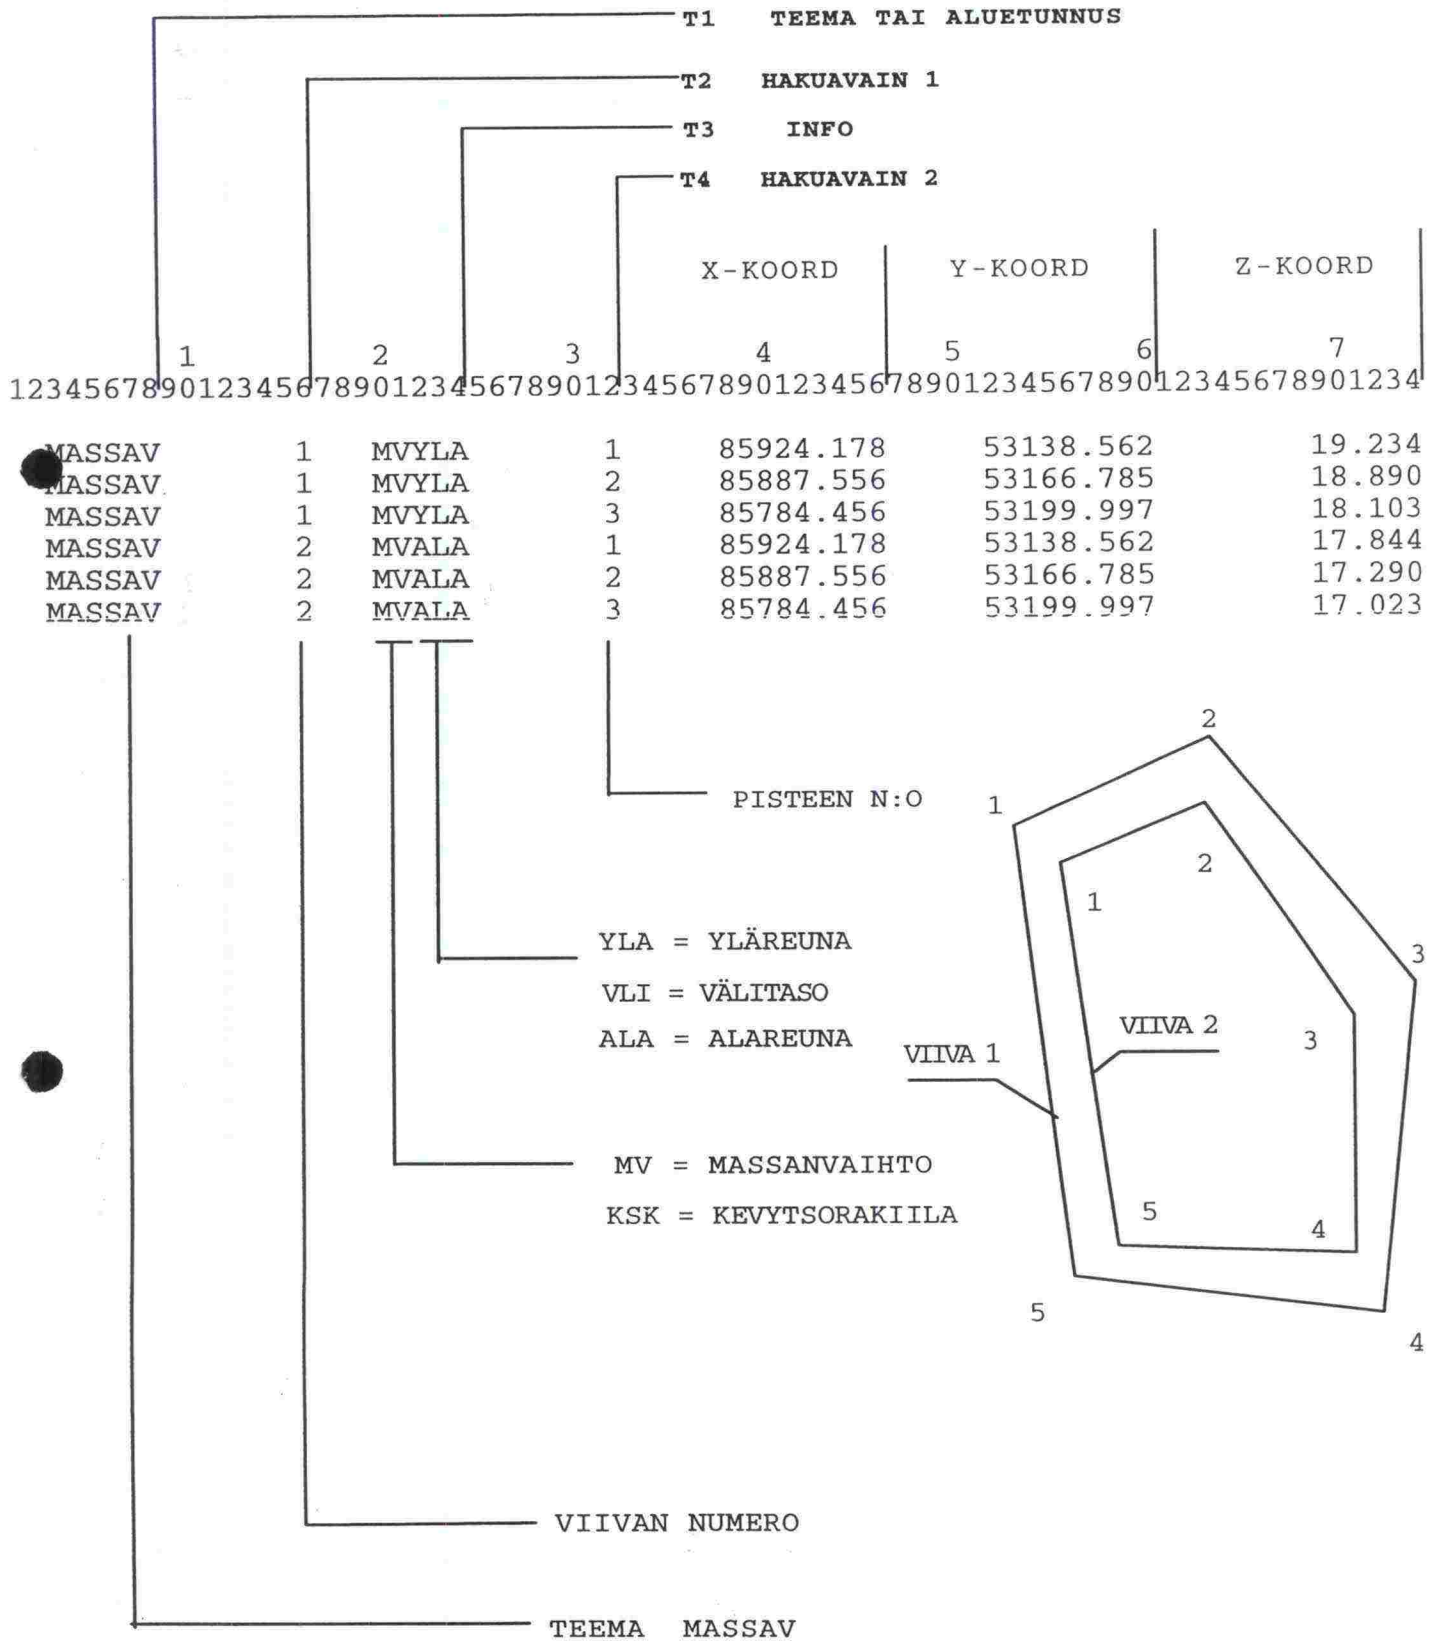 T1 TEEMA TAI ALUETUNNUS
T2 HAKUAVAIN 1
T3 INFO
T4 HAKUAVAIN 2
X-KOORD Y-KOORD Z-KOORD
1 2 3 4 5 6 7
12345678901234567890123456789012345678901234567890123456789012345678901234
MASSAV 1 MVYLA 1 85924.178 53138.562 19.234
MASSAV 1 MVYLA 2 85887.556 53166.785 18.890
MASSAV 1 MVYLA 3 85784.456 53199.997 18.103
MASSAV 2 MVALA 1 85924.178 53138.562 17.844
MASSAV 2 MVALA 2 85887.556 53166.785 17.290
MASSAV 2 MVALA 3 85784.456 53199.997 17.023
PISTEEN N:O
YLA = YLÄREUNA
VLI = VÄLITASO
ALA = ALAREUNA
MV = MASSANVAIHTO
KSK = KEVYTSORAKIILA
VIIVAN NUMERO
TEEMA MASSAV
2
1
2
1
3
3
VIIVA 2
VIIVA 1
5
4
5
4